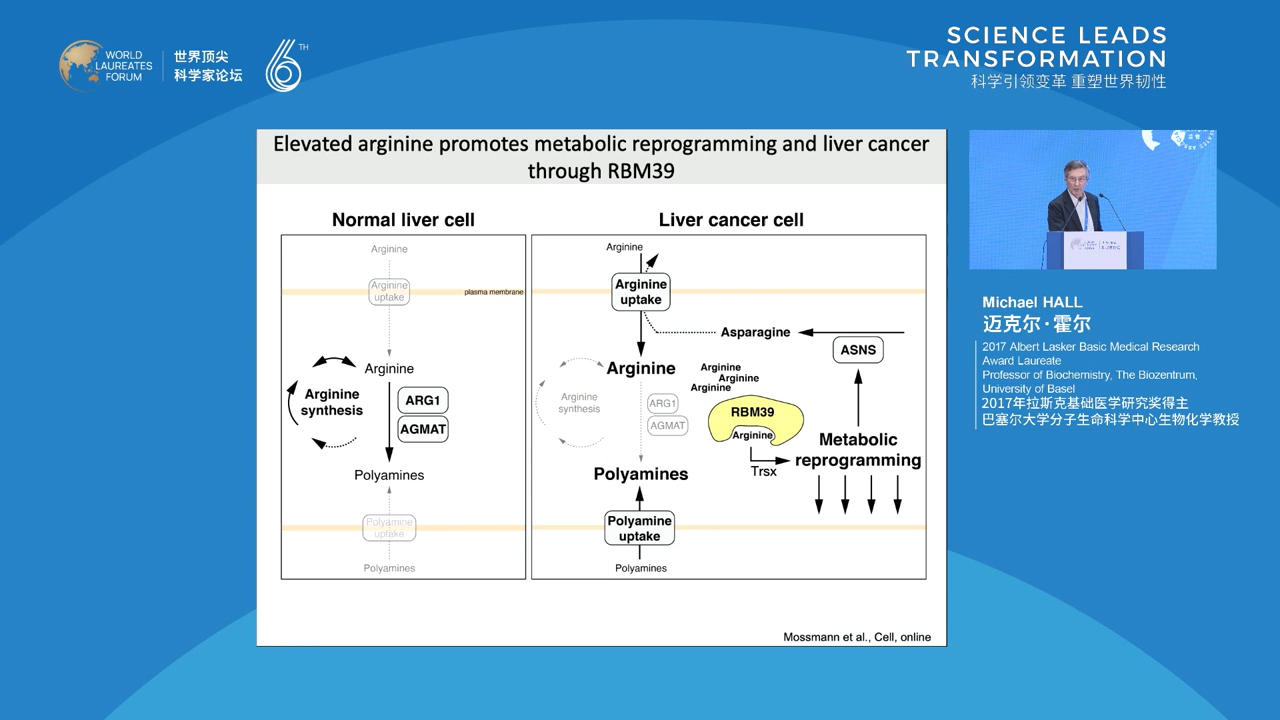 WORLD
LAUREATES
FORUM
世界顶尖
科学家论坛
6TH
SCIENCE LEADS
TRANSFORMATION
科学引领变革 重塑世界韧性
Elevated arginine promotes metabolic reprogramming and liver cancer
through RBM39
Normal liver cell
Arginine
Arginine
uptake
plasma membrane
Arginine
Arginine
synthesis
ARG1
AGMAT
Polyamines
Polyamine
uptake
Polyamines
Liver cancer cell
Arginine
Arginine
uptake
Asparagine
ASNS
Arginine
Arginine
Arginine
Arginine
Arginine
synthesis
ARG1
AGMAT
RBM39
Arginine
Trsx
Metabolic
reprogramming
Polyamines
Polyamine
uptake
Polyamines
Mossmann et al., Cell, online
Michael HALL
迈克尔·霍尔
2017 Albert Lasker Basic Medical Research
Award Laureate
Professor of Biochemistry, The Biozentrum,
University of Basel
2017年拉斯克基础医学研究奖得主
巴塞尔大学分子生命科学中心生物化学教授